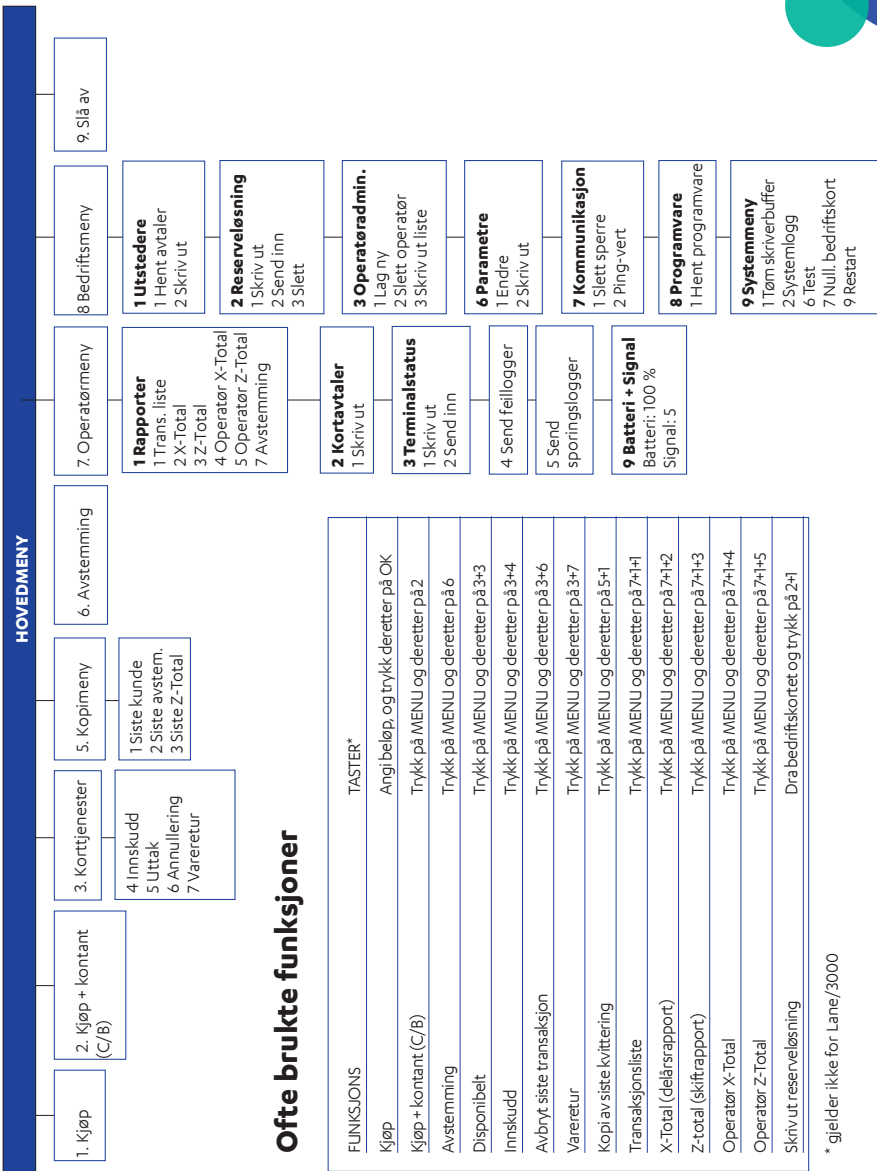 HOVEDMENY
1. Kjøp
2. Kjøp + kontant
(C/B)
3. Korttjenester
4 Innskudd
5 Uttak
6 Annullering
7 Vareretur
5. Kopimeny
1 Siste kunde
2 Siste avstem.
3 Siste Z-Total
6. Avstemming
7. Operatørmeny
1 Rapporter
1 Trans. liste
2 X-Total
3 Z-Total
4 Operatør X-Total
5 Operatør Z-Total
7 Avstemming
2 Kortavtaler
1 Skriv ut
3 Terminalstatus
1 Skriv ut
2 Send inn
4 Send feillogger
5 Send
sporingslogger
9 Batteri + Signal
Batteri: 100 %
Signal: 5
8 Bedriftsmeny
1 Utstedere
1 Hent avtaler
2 Skriv ut
2 Reserveløsning
1 Skriv ut
2 Send inn
3 Slett
3 Operatøradmin.
1 Lag ny
2 Slett operatør
3 Skriv ut liste
6 Parametre
1 Endre
2 Skriv ut
7 Kommunikasjon
1 Slett sperre
2 Ping-vert
8 Programvare
1 Hent programvare
9 Systemmeny
1 Tøm skriverbuffer
2 Systemlogg
6 Test
7 Null. bedriftskort
9 Restart
9. Slå av
Ofte brukte funksjoner
FUNKSJONS TASTER*
Kjøp Angi beløp, og trykk deretter på OK
Kjøp + kontant (C/B) Trykk på MENU og deretter på 2
Avstemming Trykk på MENU og deretter på 6
Disponibelt Trykk på MENU og deretter på 3+3
Innskudd Trykk på MENU og deretter på 3+4
Avbryt siste transaksjon Trykk på MENU og deretter på 3+6
Vareretur Trykk på MENU og deretter på 3+7
Kopi av siste kvittering Trykk på MENU og deretter på 5+1
Transaksjonsliste Trykk på MENU og deretter på 7+1+1
X-Total (delårsrapport) Trykk på MENU og deretter på 7+1+2
Z-total (skiftrapport) Trykk på MENU og deretter på 7+1+3
Operatør X-Total Trykk på MENU og deretter på 7+1+4
Operatør Z-Total Trykk på MENU og deretter på 7+1+5
Skriv ut reserveløsning Dra bedriftskortet og trykk på 2+1
* gjelder ikke for Lane/3000